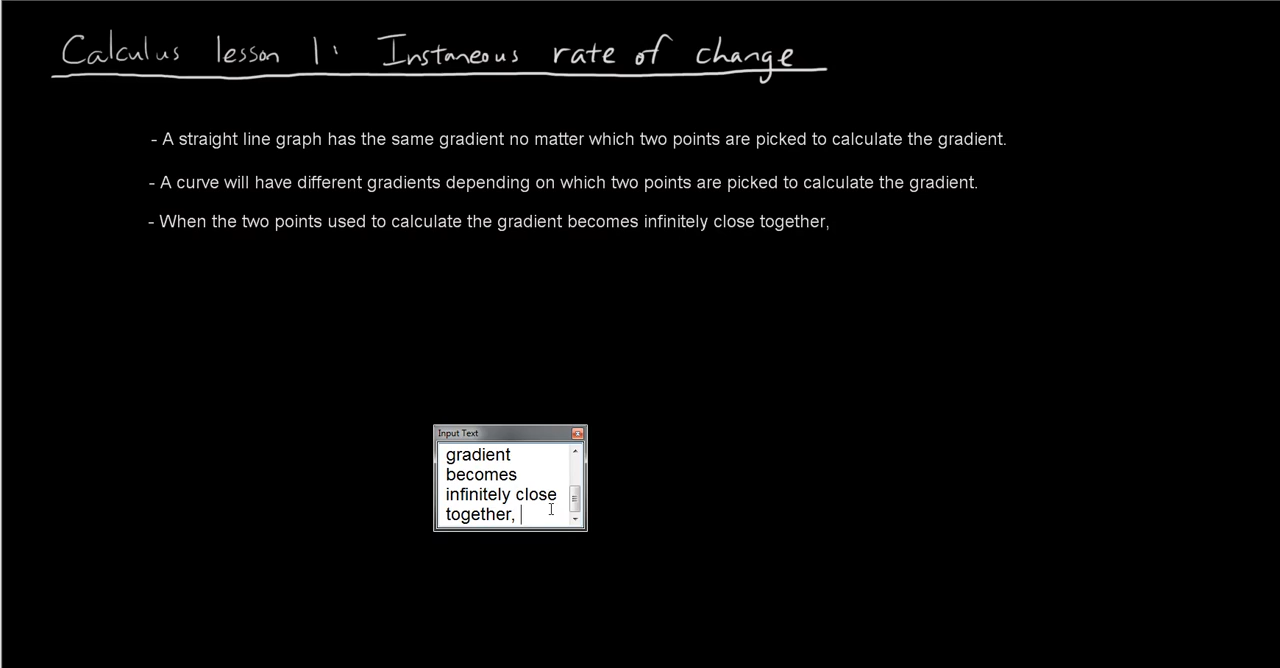 Calculus lesson 1: Instaneous rate of change
- A straight line graph has the same gradient no matter which two points are picked to calculate the gradient.
- A curve will have different gradients depending on which two points are picked to calculate the gradient.
- When the two points used to calculate the gradient becomes infinitely close together,
Input Text
gradient
becomes
infinitely close
together,